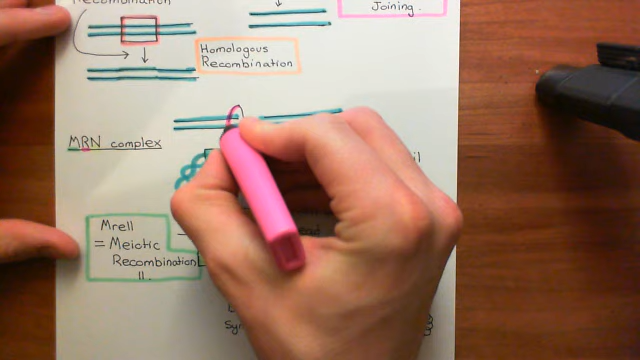 Recombination
Joining.
Homologous
Recombination
MRN complex
Mre11
= Meiotic
Recombination
11.